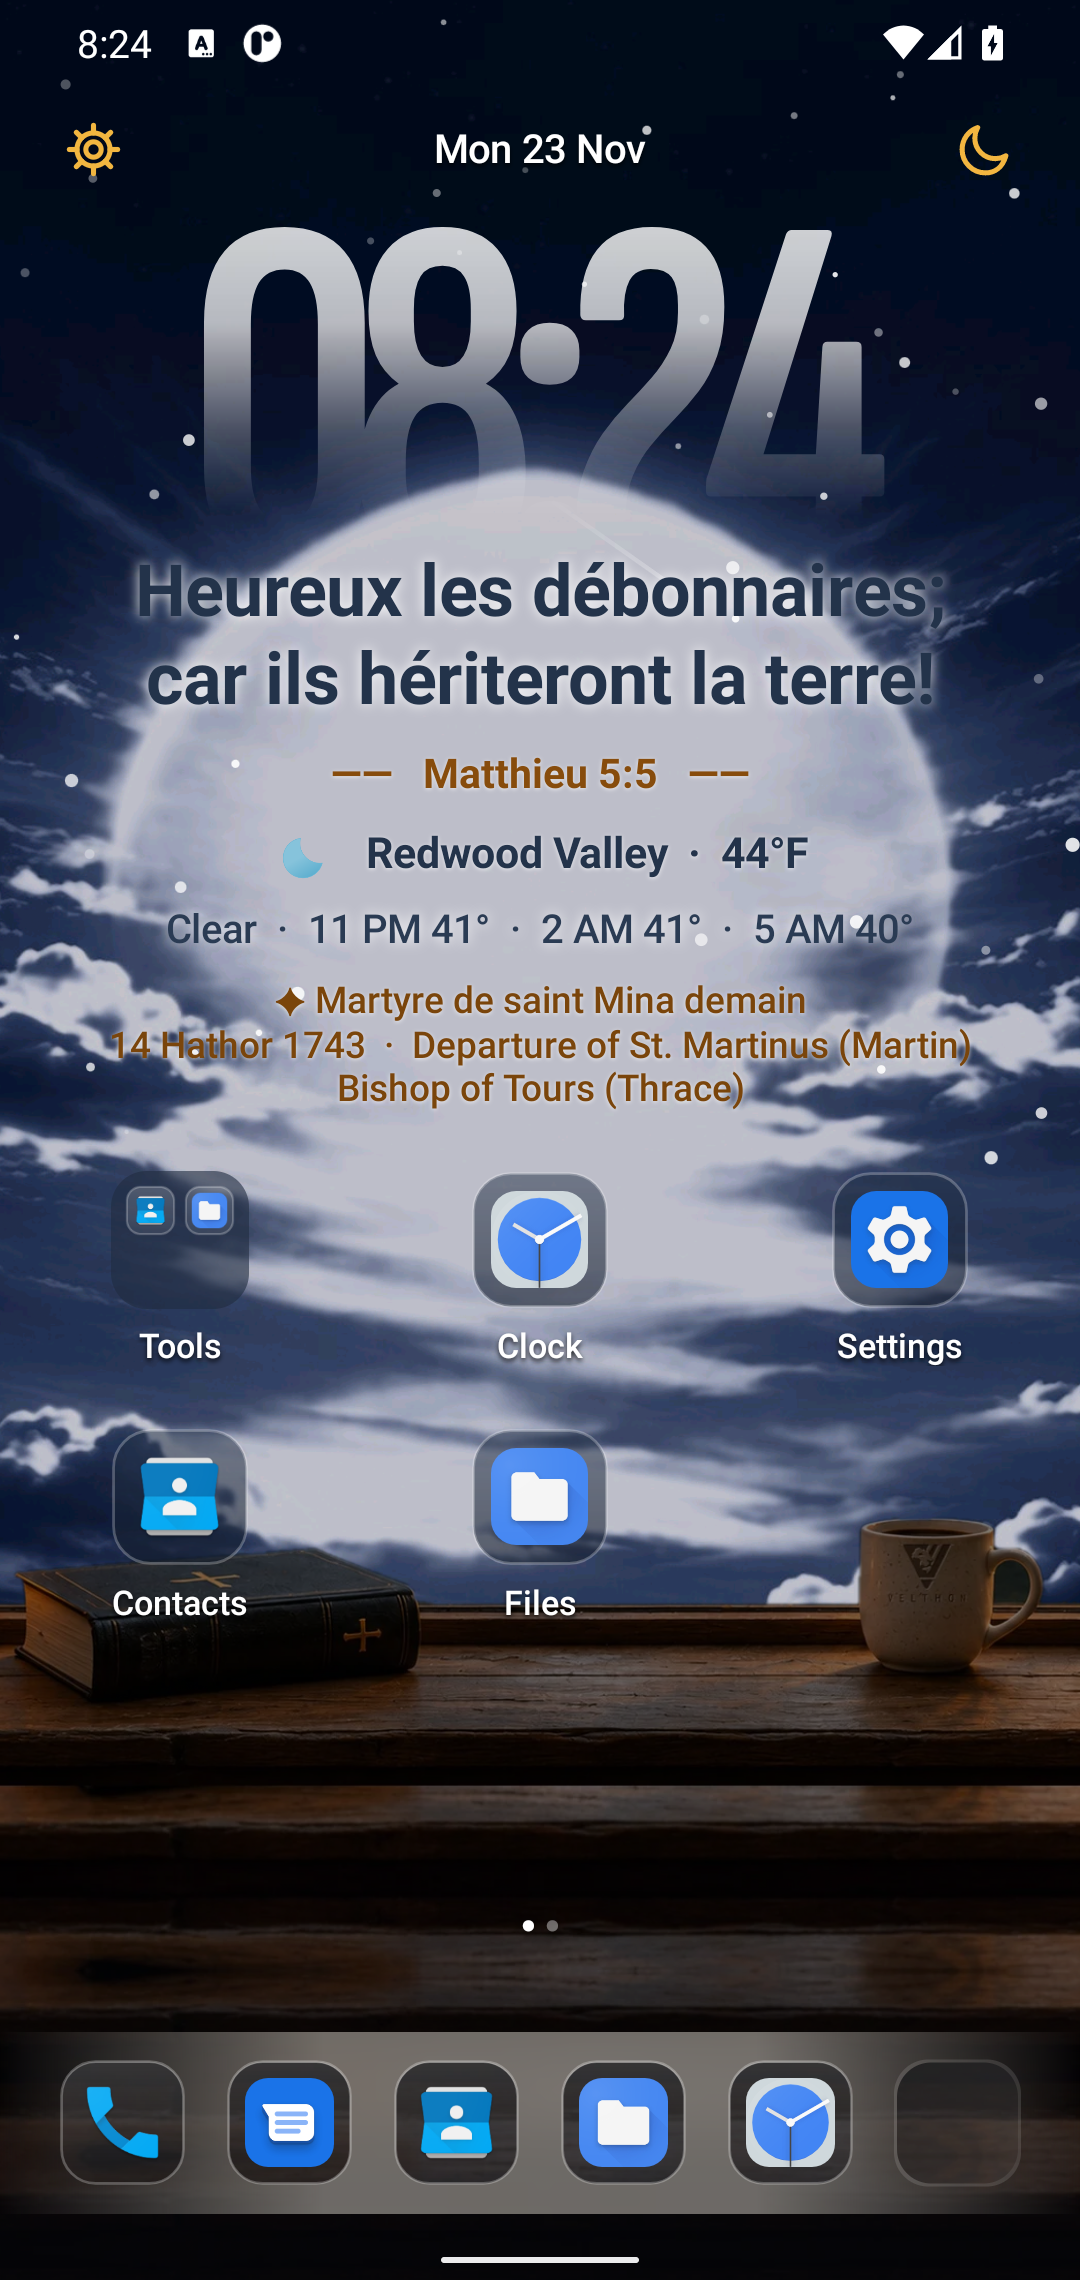 8:24
Mon 23 Nov
08:24
Heureux les débonnaires;
car ils hériteront la terre!
Matthieu 5:5
Redwood Valley · 44°F
Clear · 11 PM 41° · 2 AM 41° · 5 AM 40°
✦ Martyre de saint Mina demain
14 Hathor 1743 · Departure of St. Martinus (Martin)
Bishop of Tours (Thrace)
Tools
Clock
Settings
Contacts
Files